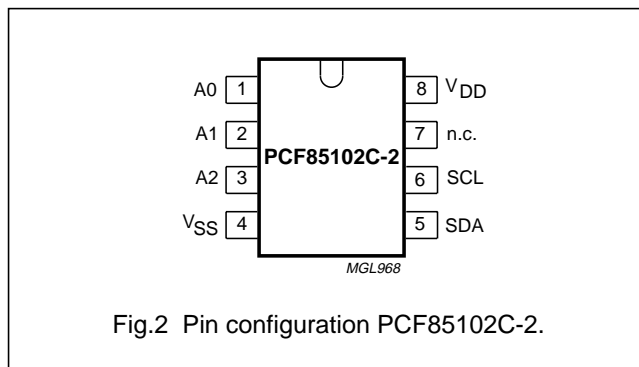 A0 1 8 VDD
A1 2 7 n.c.
PCF85102C-2
A2 3 6 SCL
VSS 4 5 SDA
MGL968
Fig.2 Pin configuration PCF85102C-2.